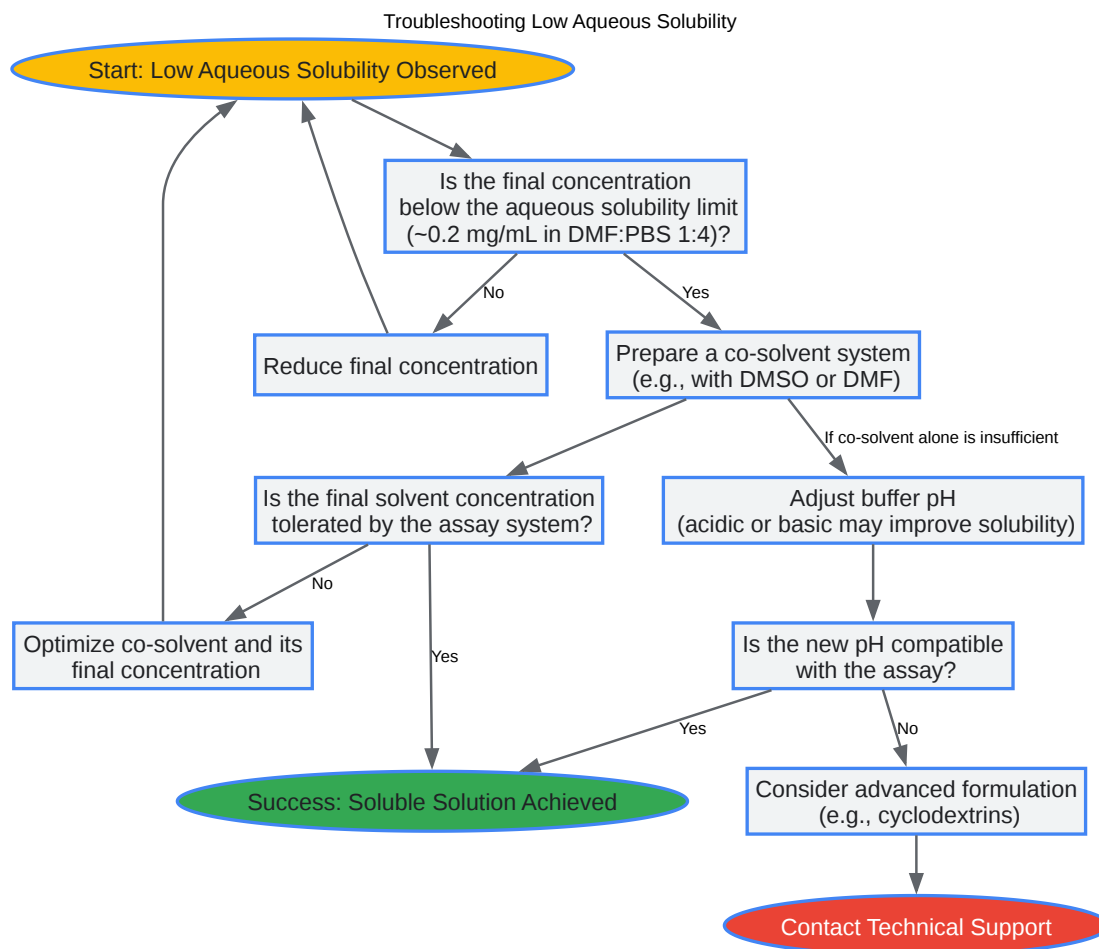 Troubleshooting Low Aqueous Solubility
Start: Low Aqueous Solubility Observed
Is the final concentration
below the aqueous solubility limit
(~0.2 mg/mL in DMF:PBS 1:4)?
No
Yes
Reduce final concentration
Prepare a co-solvent system
(e.g., with DMSO or DMF)
If co-solvent alone is insufficient
Is the final solvent concentration
tolerated by the assay system?
Adjust buffer pH
(acidic or basic may improve solubility)
No
Optimize co-solvent and its
final concentration
Yes
Is the new pH compatible
with the assay?
Yes
No
Success: Soluble Solution Achieved
Consider advanced formulation
(e.g., cyclodextrins)
Contact Technical Support